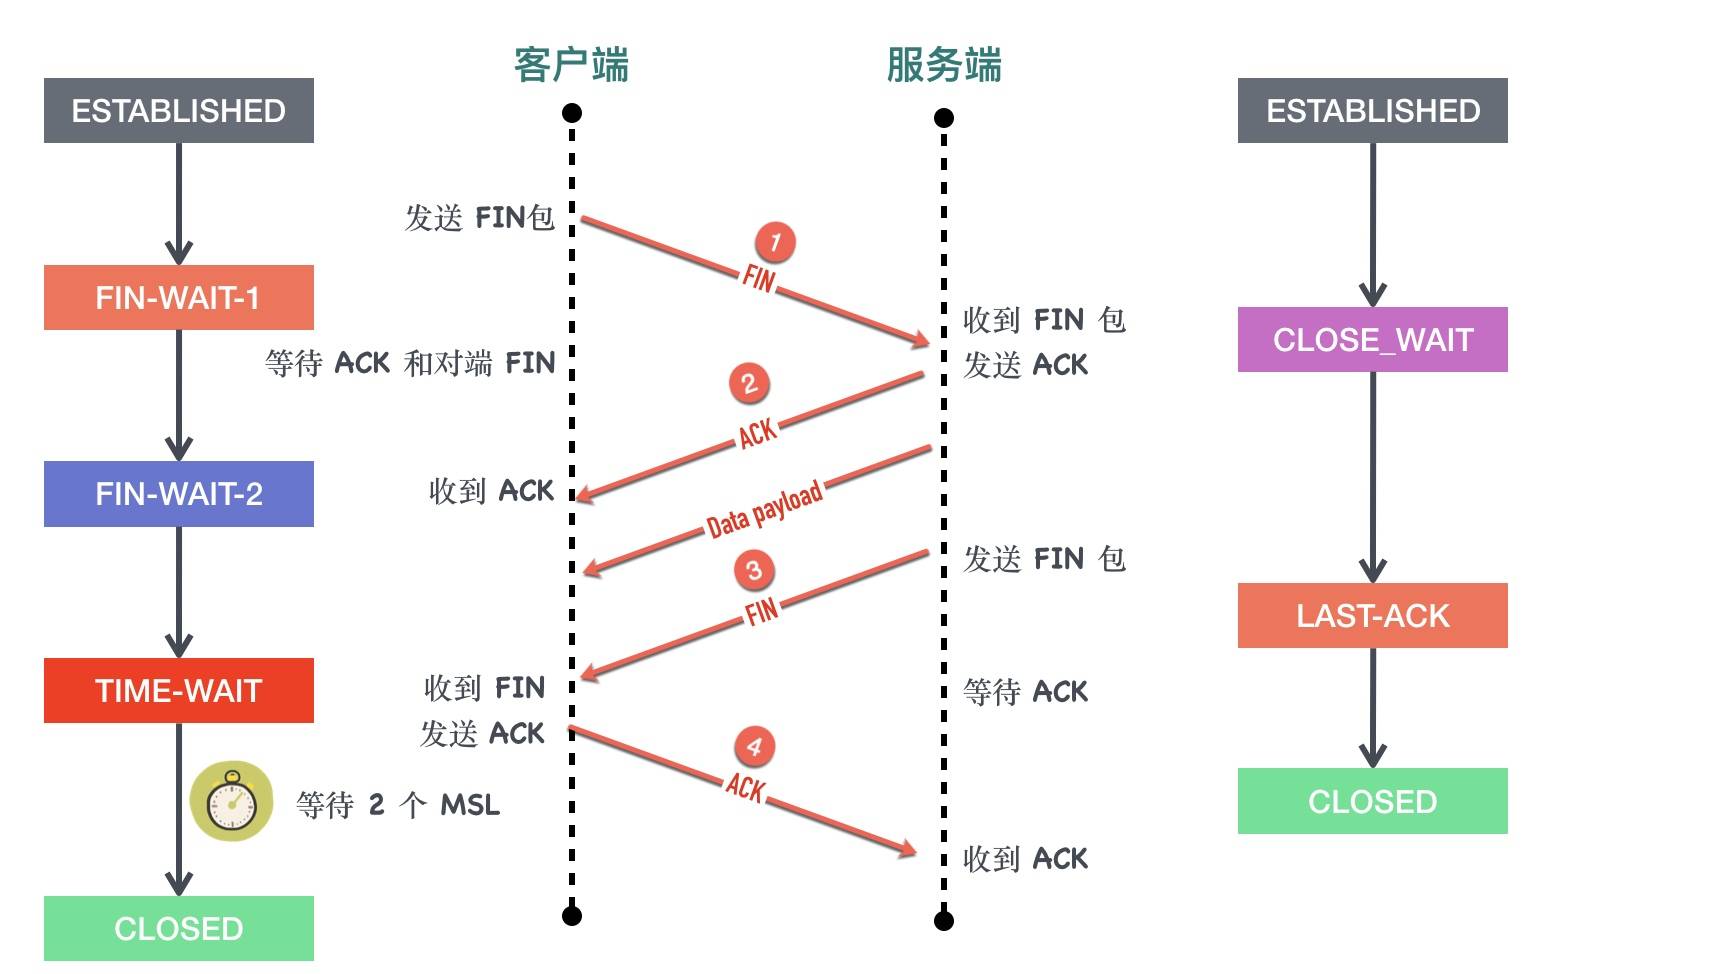 客户端
服务端
ESTABLISHED
ESTABLISHED
发送 FIN包
1
FIN
FIN-WAIT-1
收到 FIN 包
CLOSE_WAIT
等待 ACK 和对端 FIN
发送 ACK
2
ACK
FIN-WAIT-2
收到 ACK
Data payload
发送 FIN 包
3
FIN
LAST-ACK
TIME-WAIT
收到 FIN
等待 ACK
发送 ACK
4
ACK
等待 2 个 MSL
CLOSED
收到 ACK
CLOSED